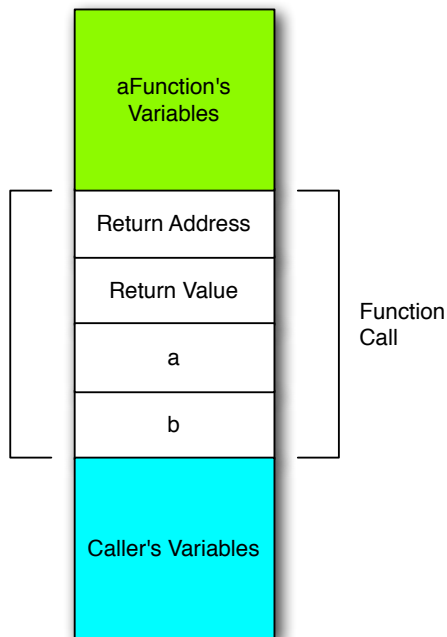 aFunction's
Variables
Return Address
Return Value
a
b
Function
Call
Caller's Variables